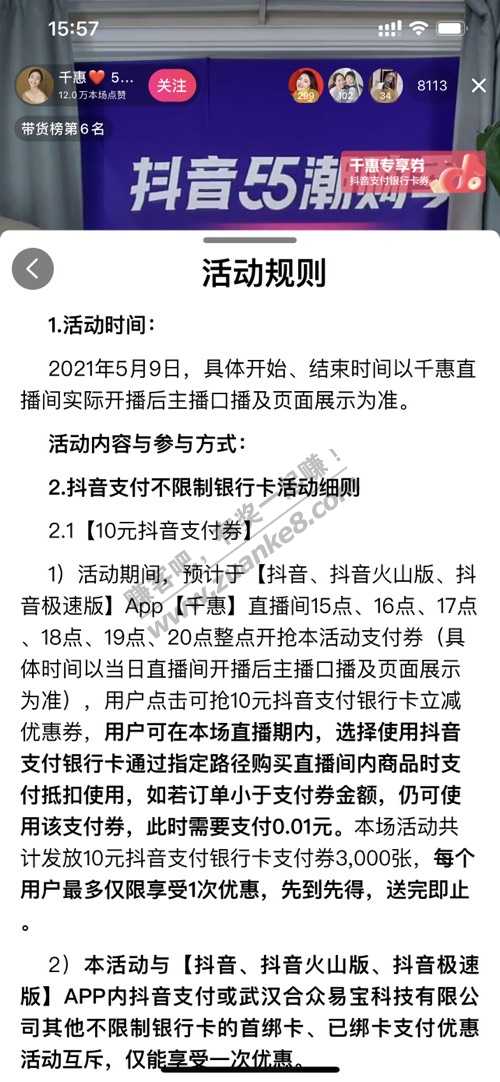 15:57
千惠❤️ 5...
12.0万本场点赞
关注
299
102
34
8113
带货榜第6名
千惠专享券
抖音支付银行卡券
抖音55潮购季
活动规则
1.活动时间：
2021年5月9日，具体开始、结束时间以千惠直
播间实际开播后主播口播及页面展示为准。
活动内容与参与方式：
2.抖音支付不限制银行卡活动细则
2.1【10元抖音支付券】
1）活动期间，预计于【抖音、抖音火山版、抖
音极速版】App【千惠】直播间15点、16点、17点
、18点、19点、20点整点开抢本活动支付券（具
体时间以当日直播间开播后主播口播及页面展示
为准），用户点击可抢10元抖音支付银行卡立减
优惠券，用户可在本场直播期内，选择使用抖音
支付银行卡通过指定路径购买直播间内商品时支
付抵扣使用，如若订单小于支付券金额，仍可使
用该支付券，此时需要支付0.01元。本场活动共
计发放10元抖音支付银行卡支付券3,000张，每个
用户最多仅限享受1次优惠，先到先得，送完即止
。
2）本活动与【抖音、抖音火山版、抖音极速
版】APP内抖音支付或武汉合众易宝科技有限公
司其他不限制银行卡的首绑卡、已绑卡支付优惠
活动互斥，仅能享受一次优惠。
赚客吧，有奖一起赚！
www.zuanke8.com